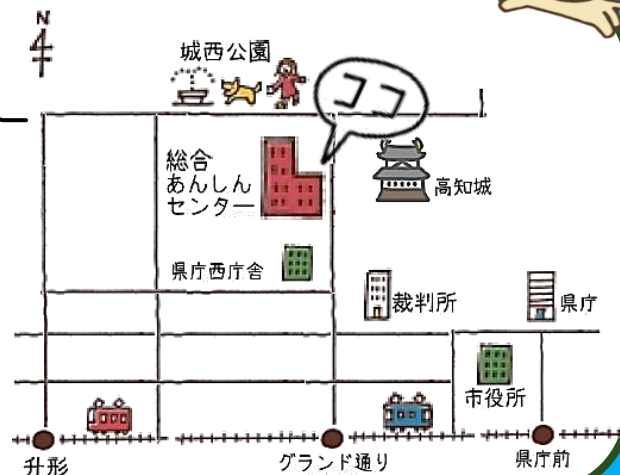 N
城西公園
ココ
総合
あんしん
センター
高知城
県庁西庁舎
裁判所
県庁
市役所
升形
グランド通り
県庁前